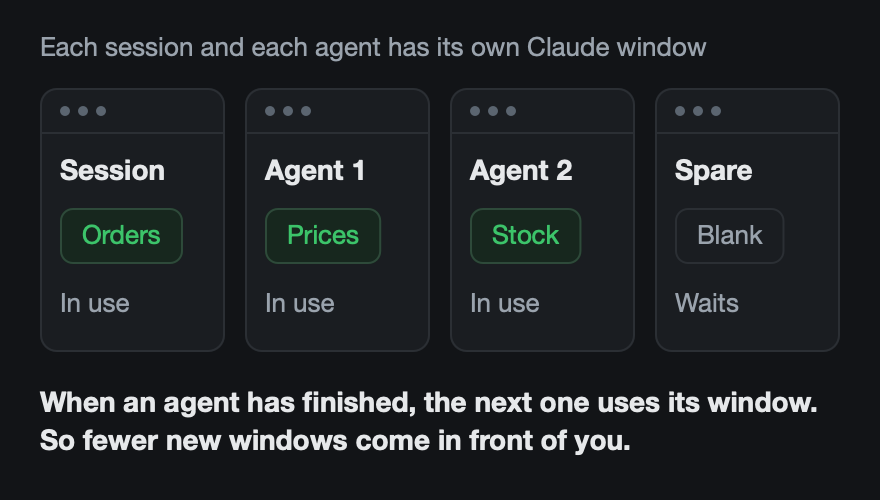 Each session and each agent has its own Claude window
Session
Orders
In use
Agent 1
Prices
In use
Agent 2
Stock
In use
Spare
Blank
Waits
When an agent has finished, the next one uses its window.
So fewer new windows come in front of you.